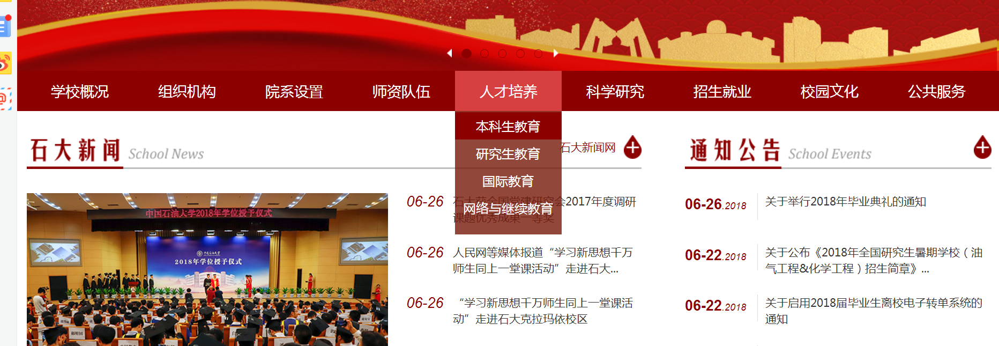 学校概况
组织机构
院系设置
师资队伍
人才培养
科学研究
招生就业
校园文化
公共服务
本科生教育
研究生教育
国际教育
网络与继续教育
石大新闻 School News
石大新闻网
中国石油大学2018年学位授予仪式
中国石油大学
2018年学位授予仪式
06-26
石大获全国党建研究会2017年度调研
课题优秀成果一等奖
06-26
人民网等媒体报道“学习新思想千万
师生同上一堂课活动”走进石大...
06-26
“学习新思想千万师生同上一堂课活
动”走进石大克拉玛依校区
通知公告 School Events
06-26.2018
关于举行2018年毕业典礼的通知
06-22.2018
关于公布《2018年全国研究生暑期学校（油
气工程&化学工程）招生简章》...
06-22.2018
关于启用2018届毕业生离校电子转单系统的
通知